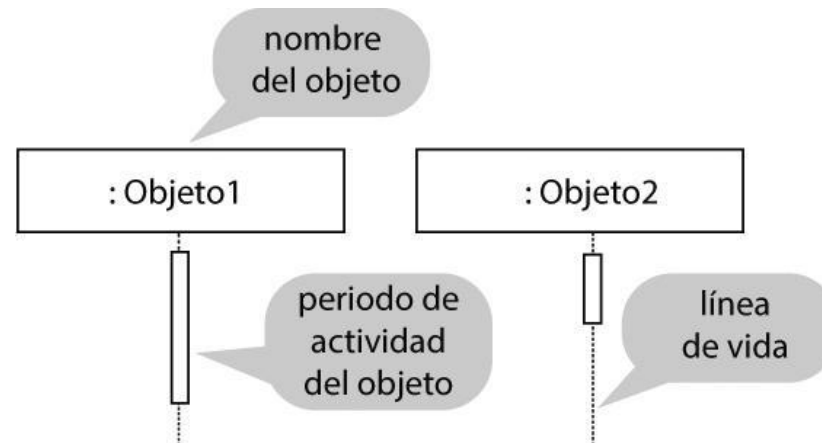 nombre
del objeto
: Objeto1
: Objeto2
periodo de
actividad
del objeto
línea
de vida